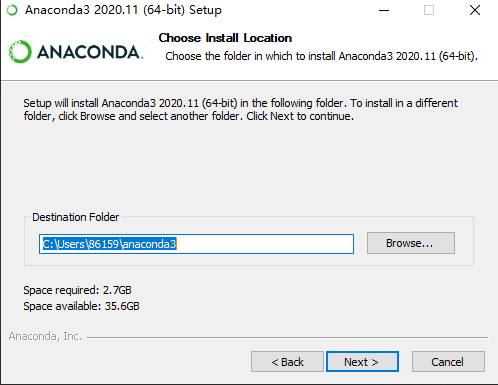 Anaconda3 2020.11 (64-bit) Setup
ANACONDA.
Choose Install Location
Choose the folder in which to install Anaconda3 2020.11 (64-bit).
Setup will install Anaconda3 2020.11 (64-bit) in the following folder. To install in a different
folder, click Browse and select another folder. Click Next to continue.
Destination Folder
C:\Users\86159\anaconda3
Browse...
Space required: 2.7GB
Space available: 35.6GB
Anaconda, Inc.
< Back
Next >
Cancel